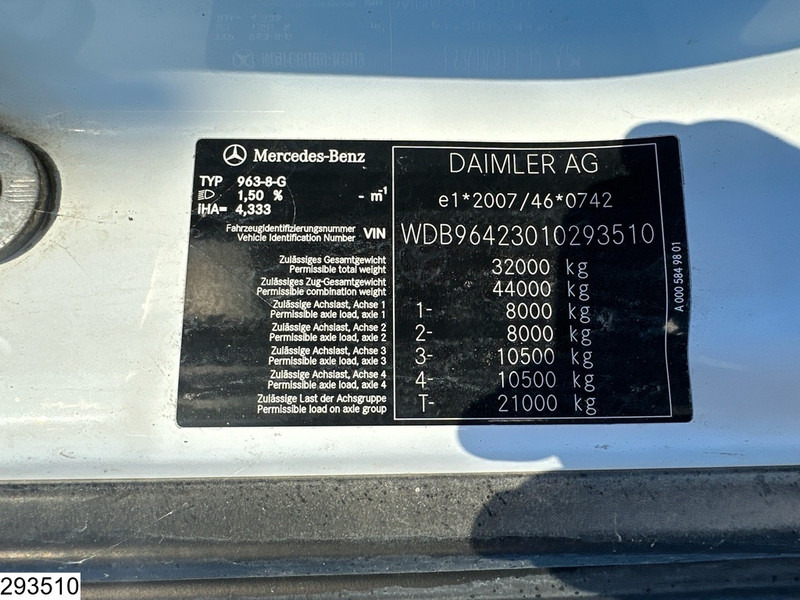 Mercedes-Benz
TYP 963-8-G
1,50 % - m-1
iHA= 4,333
DAIMLER AG
e1*2007/46*0742
Fahrzeugidentifizierungsnummer
Vehicle Identification Number VIN
WDB96423010293510
Zulässiges Gesamtgewicht
Permissible total weight
32000 kg
Zulässiges Zug-Gesamtgewicht
Permissible combination weight
44000 kg
Zulässige Achslast, Achse 1
Permissible axle load, axle 1
1- 8000 kg
Zulässige Achslast, Achse 2
Permissible axle load, axle 2
2- 8000 kg
Zulässige Achslast, Achse 3
Permissible axle load, axle 3
3- 10500 kg
Zulässige Achslast, Achse 4
Permissible axle load, axle 4
4- 10500 kg
Zulässige Last der Achsgruppe
Permissible load on axle group
T- 21000 kg
A 000 584 98 01
293510